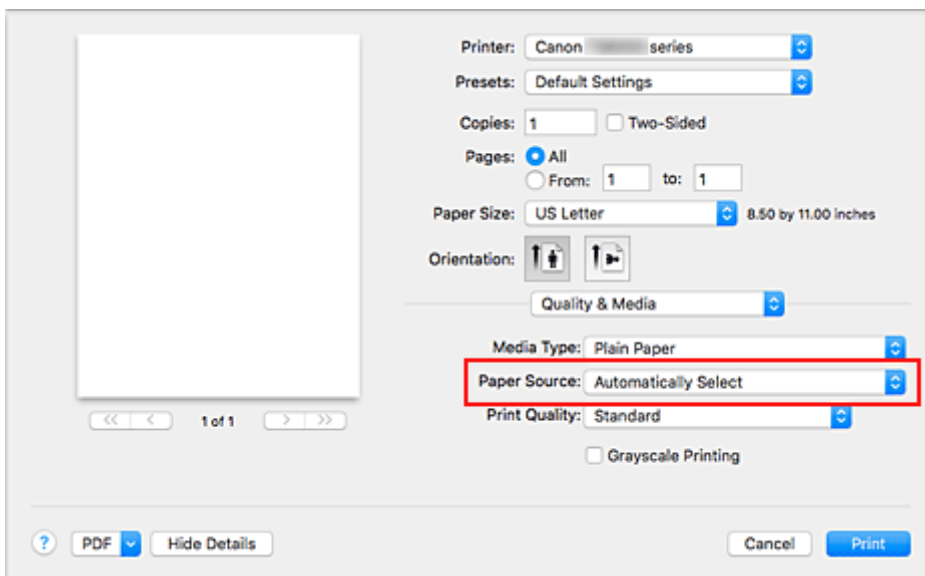 Printer: Canon series
Presets: Default Settings
Copies: 1 Two-Sided
Pages: All
From: 1 to: 1
Paper Size: US Letter 8.50 by 11.00 inches
Orientation:
Quality & Media
Media Type: Plain Paper
Paper Source: Automatically Select
Print Quality: Standard
Grayscale Printing
<< < 1 of 1 > >>
? PDF Hide Details Cancel Print